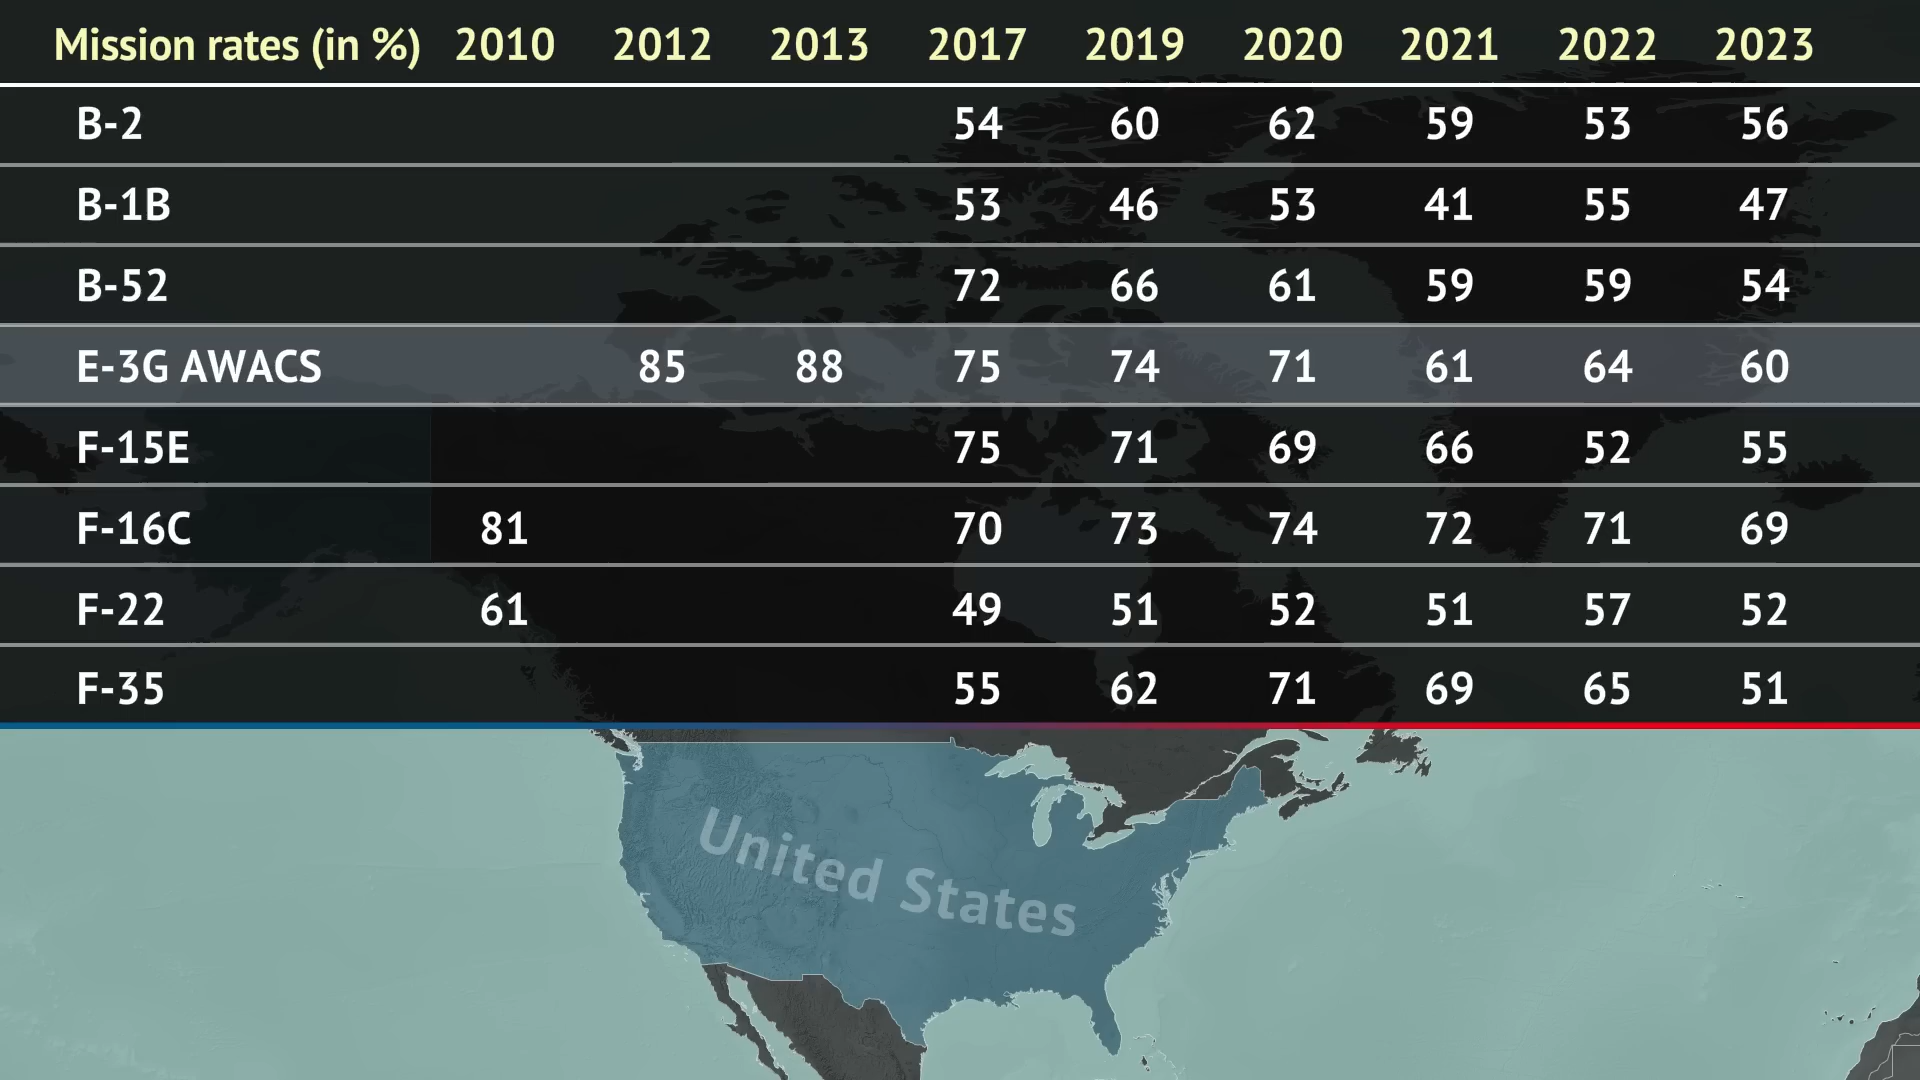 Mission rates (in %) 2010 2012 2013 2017 2019 2020 2021 2022 2023
B-2 54 60 62 59 53 56
B-1B 53 46 53 41 55 47
B-52 72 66 61 59 59 54
E-3G AWACS 85 88 75 74 71 61 64 60
F-15E 75 71 69 66 52 55
F-16C 81 70 73 74 72 71 69
F-22 61 49 51 52 51 57 52
F-35 55 62 71 69 65 51
United States